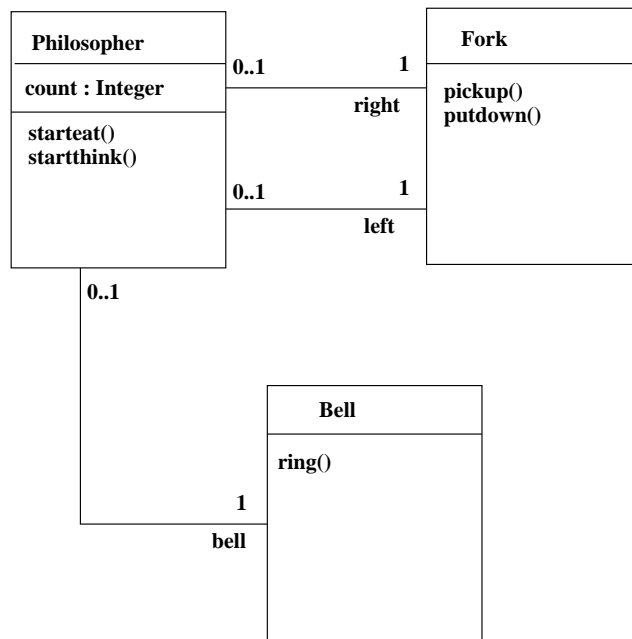 Philosopher
count : Integer
starteat()
startthink()
0..1
1
right
0..1
1
left
Fork
pickup()
putdown()
0..1
1
bell
Bell
ring()